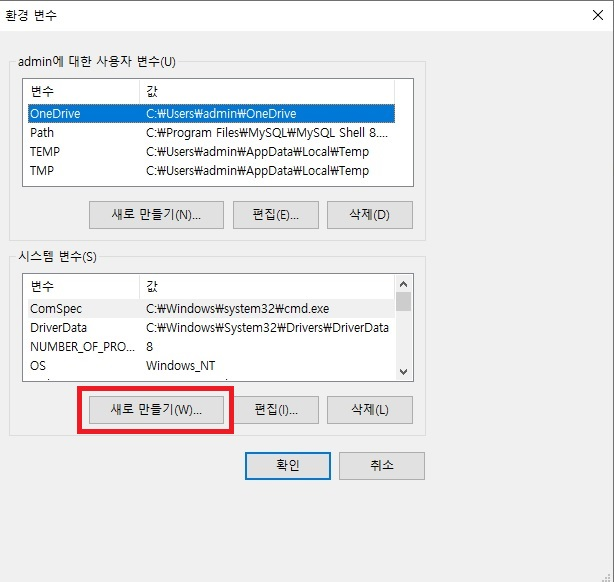 환경 변수
admin에 대한 사용자 변수(U)
변수 값
OneDrive C:₩Users₩admin₩OneDrive
Path C:₩Program Files₩MySQL₩MySQL Shell 8....
TEMP C:₩Users₩admin₩AppData₩Local₩Temp
TMP C:₩Users₩admin₩AppData₩Local₩Temp
새로 만들기(N)... 편집(E)... 삭제(D)
시스템 변수(S)
변수 값
ComSpec C:₩Windows₩system32₩cmd.exe
DriverData C:₩Windows₩System32₩Drivers₩DriverData
NUMBER_OF_PRO... 8
OS Windows_NT
새로 만들기(W)... 편집(I)... 삭제(L)
확인 취소